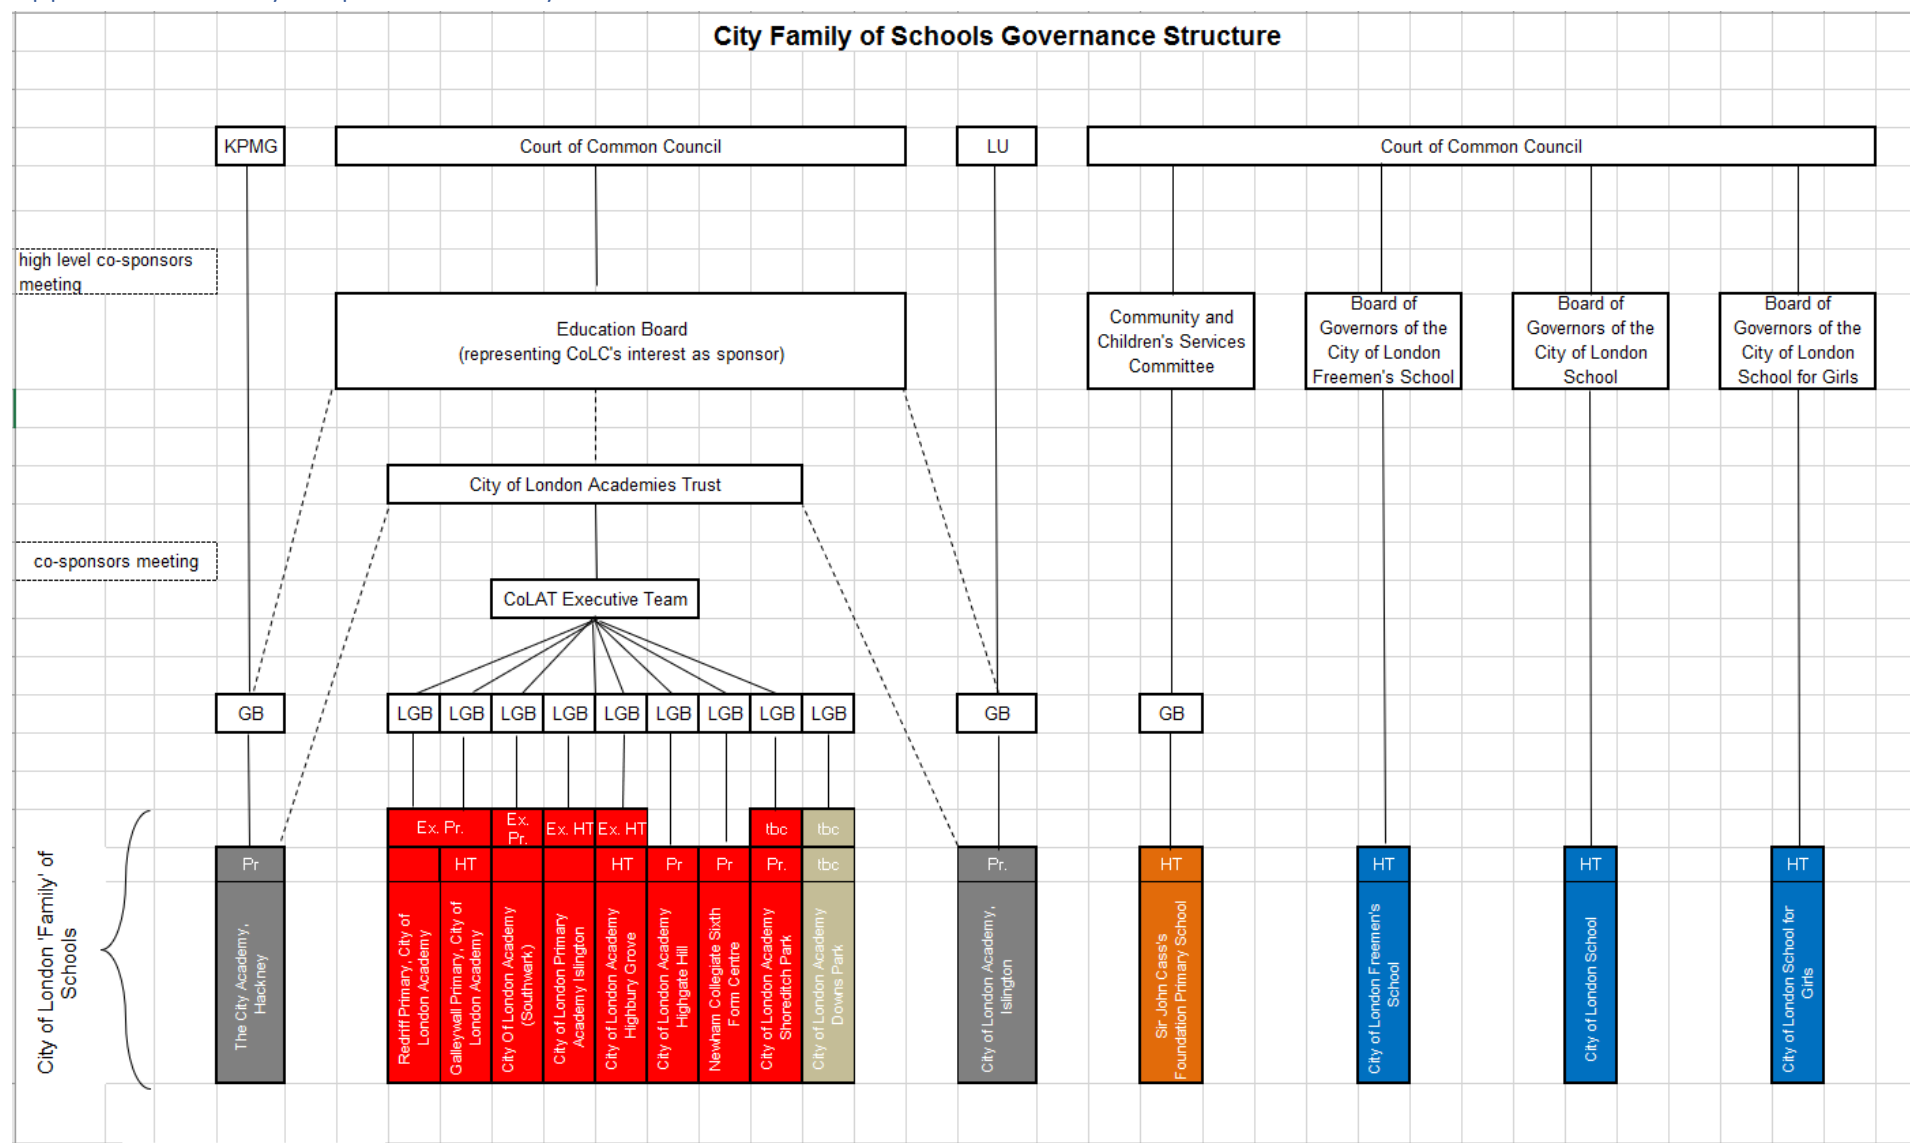 City Family of Schools Governance Structure
KPMG
Court of Common Council
LU
Court of Common Council
high level co-sponsors
meeting
Education Board
(representing CoLC's interest as sponsor)
Community and
Children's Services
Committee
Board of
Governors of the
City of London
Freemen's School
Board of
Governors of the
City of London
School
Board of
Governors of the
City of London
School for Girls
City of London Academies Trust
co-sponsors meeting
CoLAT Executive Team
GB
LGB
LGB
LGB
LGB
LGB
LGB
LGB
LGB
LGB
GB
GB
Ex. Pr.
Ex.
Pr.
Ex. HT
Ex. HT
tbc
tbc
Pr
HT
HT
Pr
Pr
Pr.
tbc
Pr.
HT
HT
HT
HT
City of London 'Family' of
Schools
The City Academy,
Hackney
Redriff Primary, City of
London Academy
Galleywall Primary, City of
London Academy
City Of London Academy
(Southwark)
City of London Primary
Academy Islington
City of London Academy
Highbury Grove
City of London Academy
Highgate Hill
Newham Collegiate Sixth
Form Centre
City of London Academy
Shoreditch Park
City of London Academy
Downs Park
City of London Academy,
Islington
Sir John Cass's
Foundation Primary School
City of London Freemen's
School
City of London School
City of London School for
Girls